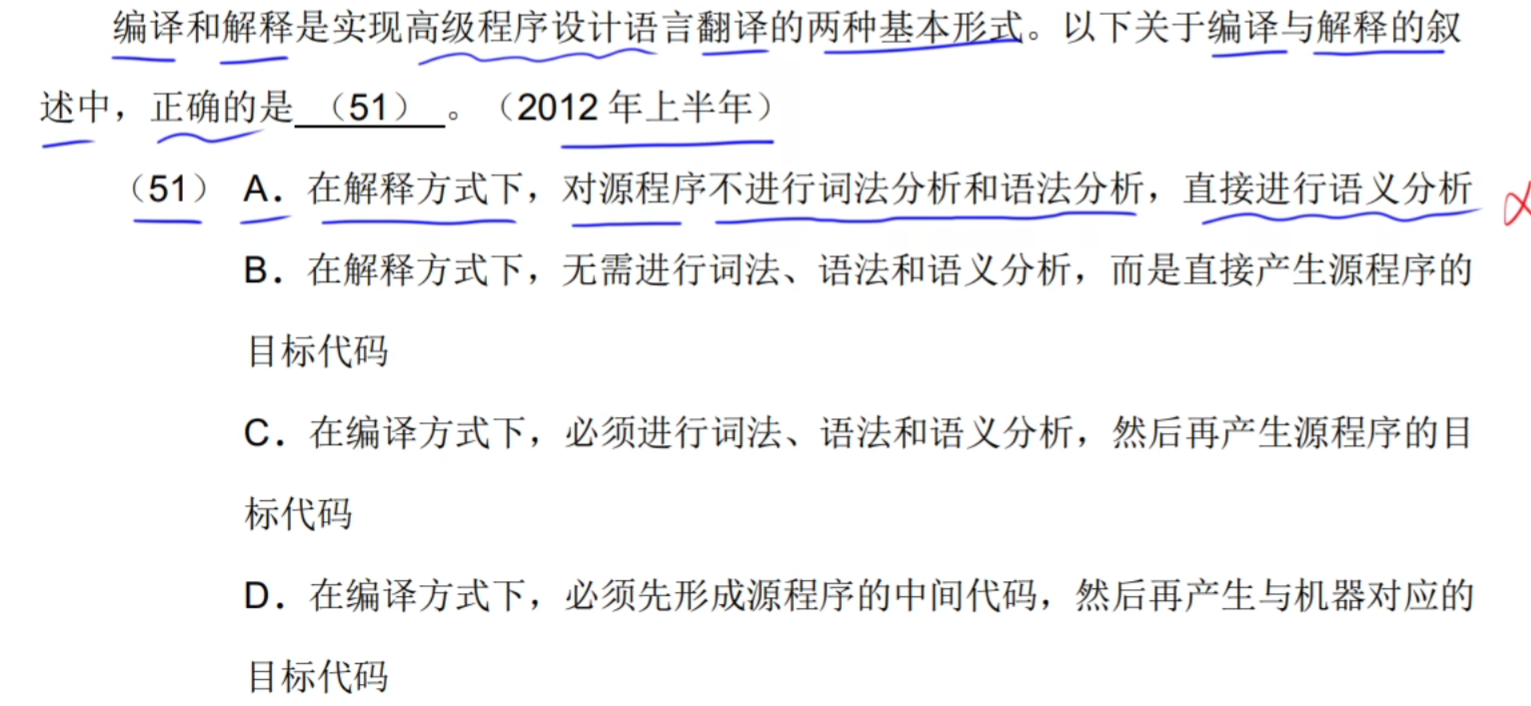 编译和解释是实现高级程序设计语言翻译的两种基本形式。以下关于编译与解释的叙
述中，正确的是 （51） 。（2012 年上半年）
（51） A．在解释方式下，对源程序不进行词法分析和语法分析，直接进行语义分析
B．在解释方式下，无需进行词法、语法和语义分析，而是直接产生源程序的
目标代码
C．在编译方式下，必须进行词法、语法和语义分析，然后再产生源程序的目
标代码
D．在编译方式下，必须先形成源程序的中间代码，然后再产生与机器对应的
目标代码